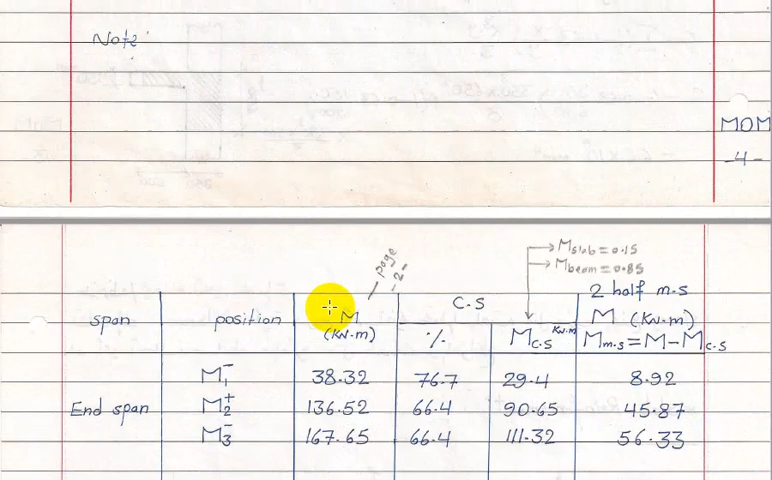 Note:
MDM
-4-
page
-2-
Mslab = 0.15
Mbeam = 0.85
span position M (KN.m) C.S 2 half m.s
% Mc.s KN.m M (KN.m) Mm.s = M - Mc.s
M1- 38.32 76.7 29.4 8.92
End span M2+ 136.52 66.4 90.65 45.87
M3- 167.65 66.4 111.32 56.33